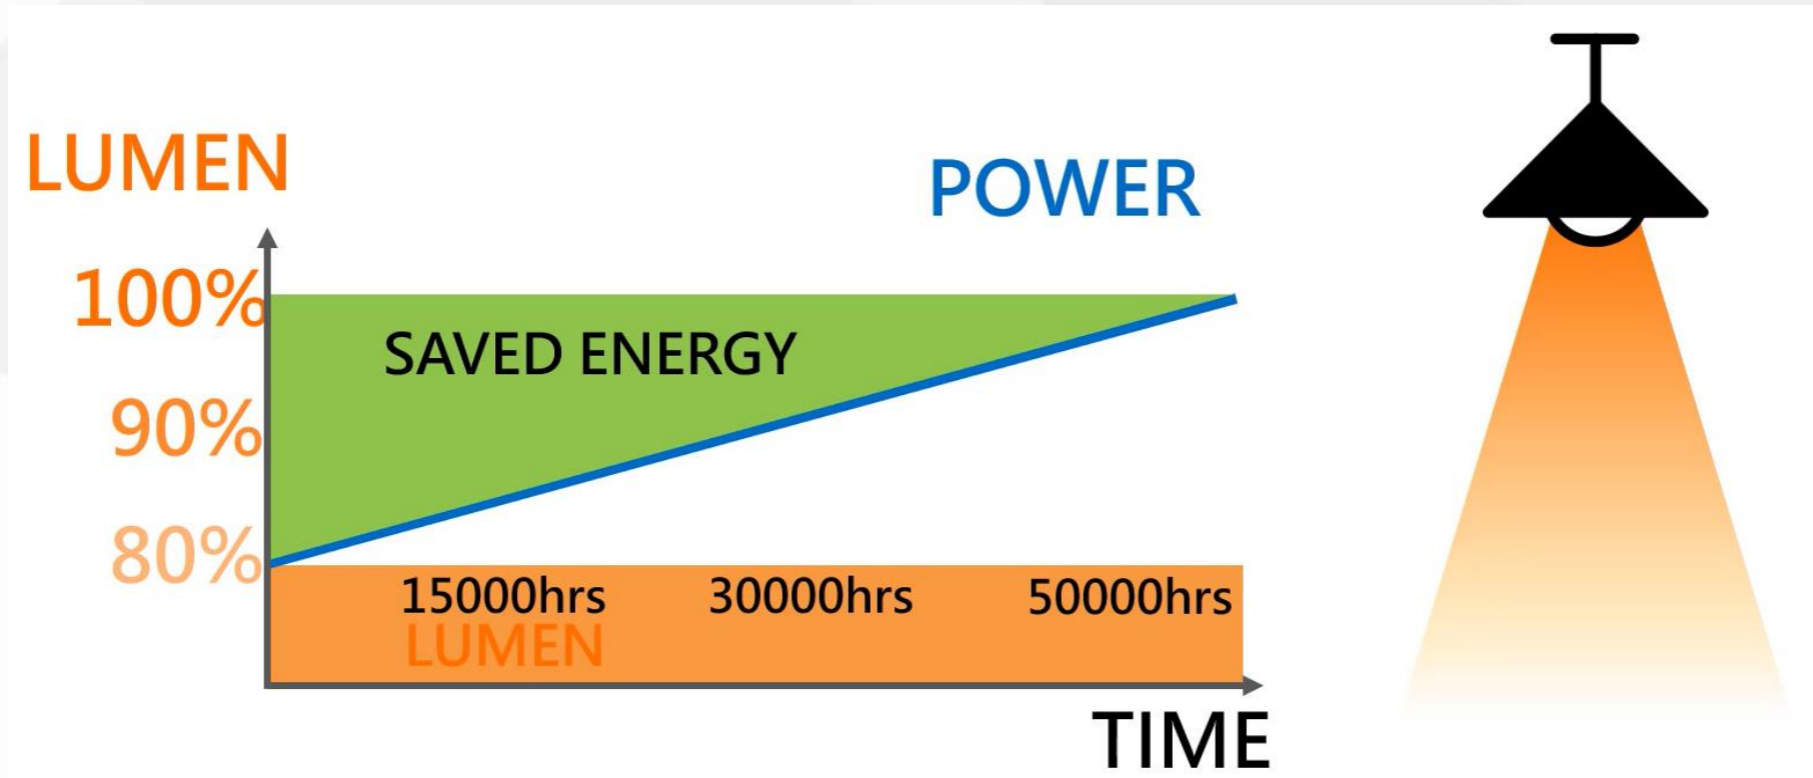 LUMEN
POWER
100%
SAVED ENERGY
90%
80%
15000hrs 30000hrs 50000hrs
LUMEN
TIME